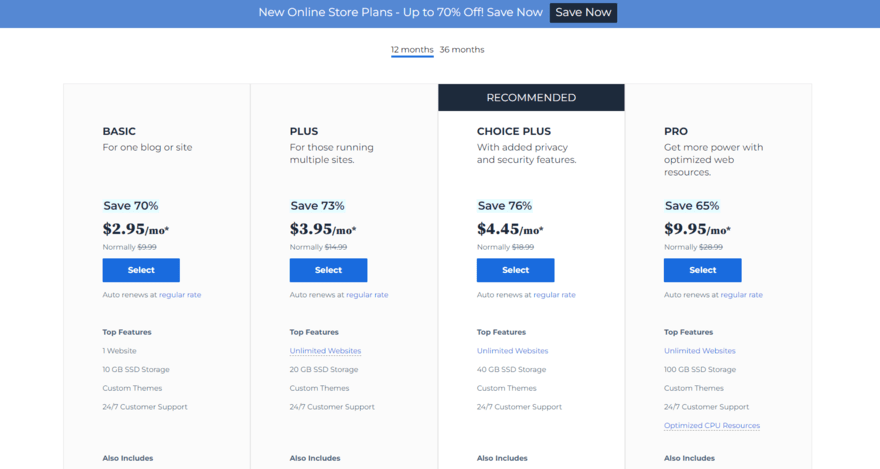 New Online Store Plans - Up to 70% Off! Save Now Save Now
12 months 36 months
RECOMMENDED
BASIC
For one blog or site
Save 70%
$2.95/mo*
Normally $9.99
Select
Auto renews at regular rate
Top Features
1 Website
10 GB SSD Storage
Custom Themes
24/7 Customer Support
Also Includes
PLUS
For those running
multiple sites.
Save 73%
$3.95/mo*
Normally $14.99
Select
Auto renews at regular rate
Top Features
Unlimited Websites
20 GB SSD Storage
Custom Themes
24/7 Customer Support
Also Includes
CHOICE PLUS
With added privacy
and security features.
Save 76%
$4.45/mo*
Normally $18.99
Select
Auto renews at regular rate
Top Features
Unlimited Websites
40 GB SSD Storage
Custom Themes
24/7 Customer Support
Also Includes
PRO
Get more power with
optimized web
resources.
Save 65%
$9.95/mo*
Normally $28.99
Select
Auto renews at regular rate
Top Features
Unlimited Websites
100 GB SSD Storage
Custom Themes
24/7 Customer Support
Optimized CPU Resources
Also Includes